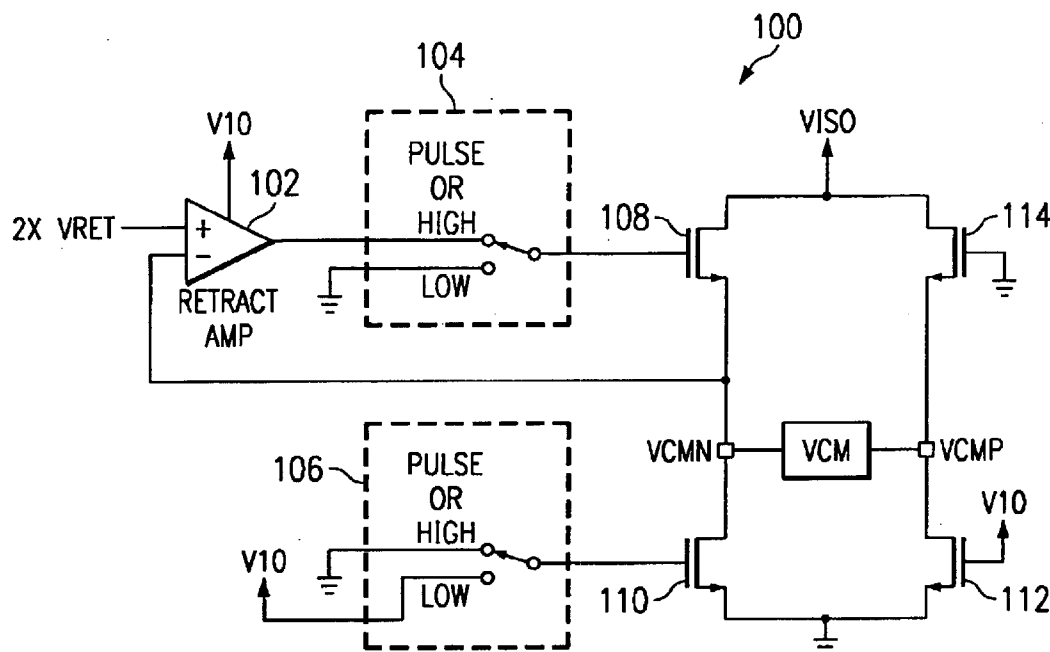 100
104
V10
102
2X VRET
+
−
RETRACT
AMP
PULSE
OR
HIGH
LOW
VISO
108
114
106
PULSE
OR
HIGH
LOW
V10
VCMN
VCM
VCMP
V10
110
112